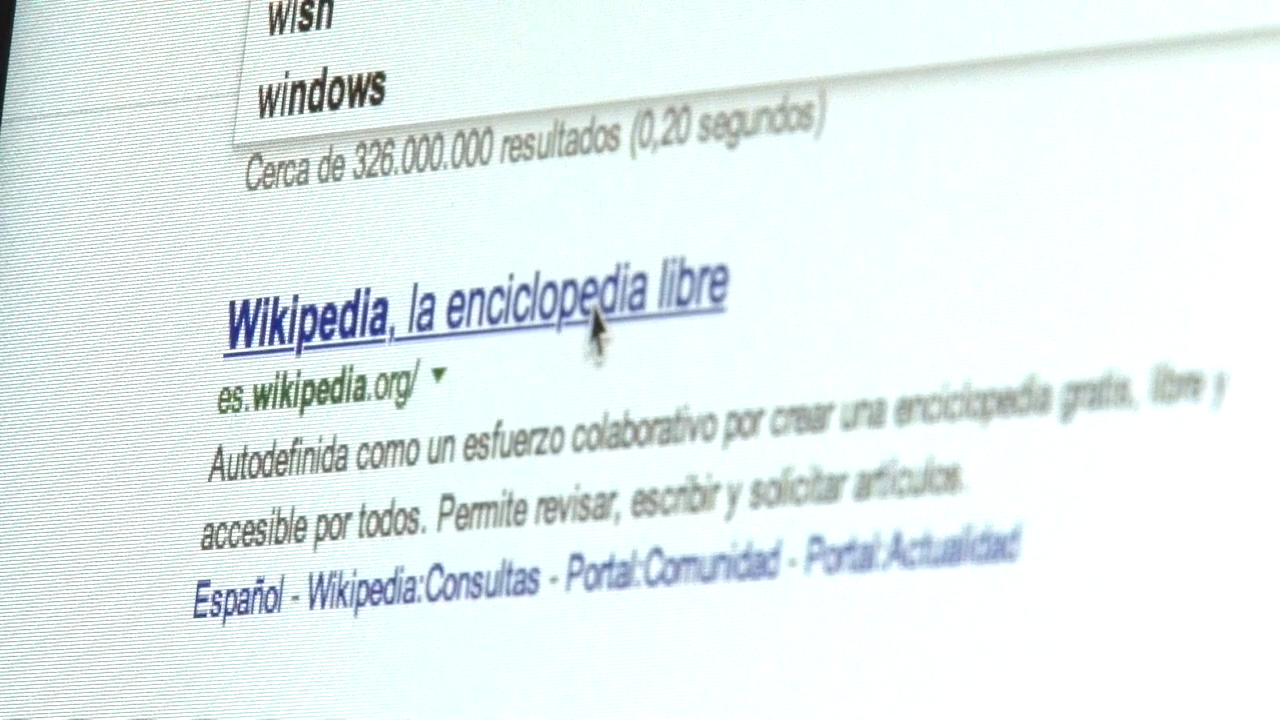 wish
windows
Cerca de 326.000.000 resultados (0,20 segundos)
Wikipedia, la enciclopedia libre
es.wikipedia.org/
Autodefinida como un esfuerzo colaborativo por crear una enciclopedia gratis, libre y
accesible por todos. Permite revisar, escribir y solicitar artículos.
Español - Wikipedia:Consultas - Portal:Comunidad - Portal:Actualidad